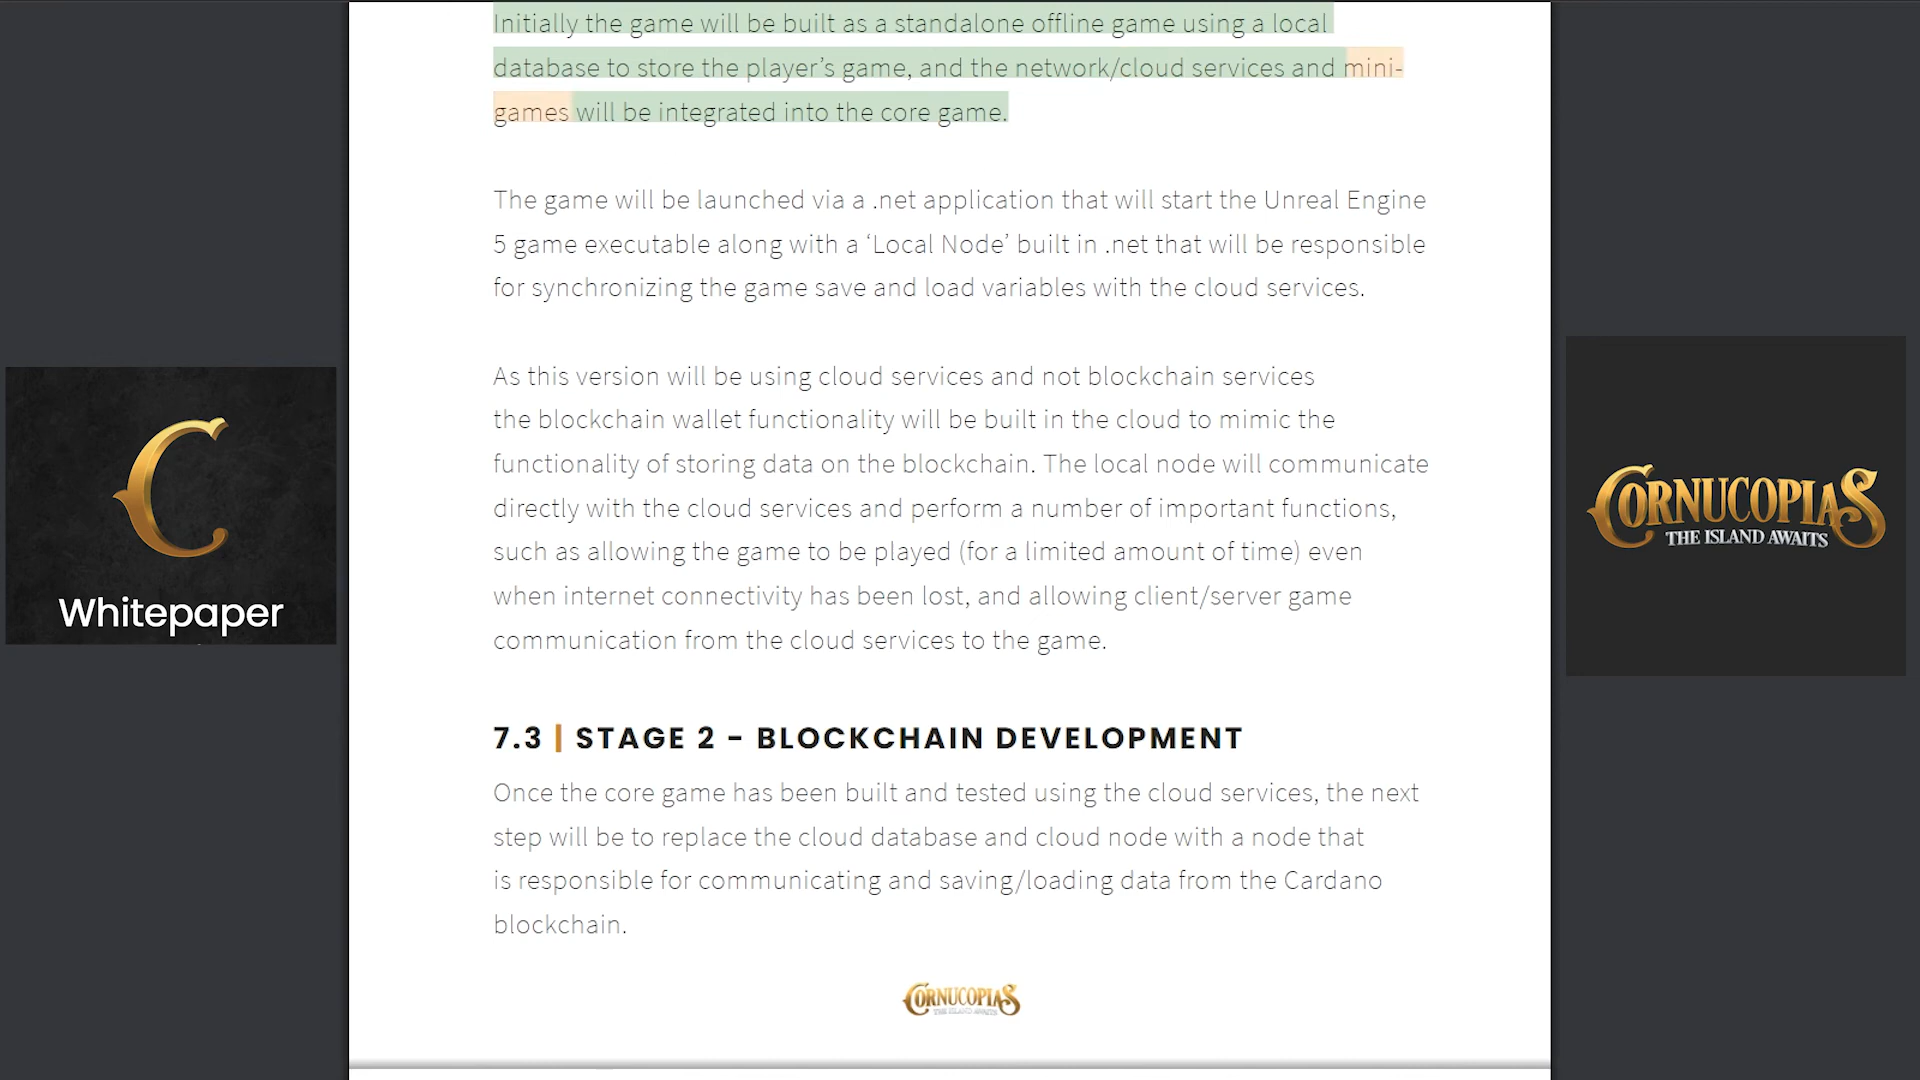 Initially the game will be built as a standalone offline game using a local
database to store the player’s game, and the network/cloud services and mini-
games will be integrated into the core game.
The game will be launched via a .net application that will start the Unreal Engine
5 game executable along with a ‘Local Node’ built in .net that will be responsible
for synchronizing the game save and load variables with the cloud services.
As this version will be using cloud services and not blockchain services
the blockchain wallet functionality will be built in the cloud to mimic the
functionality of storing data on the blockchain. The local node will communicate
directly with the cloud services and perform a number of important functions,
such as allowing the game to be played (for a limited amount of time) even
when internet connectivity has been lost, and allowing client/server game
communication from the cloud services to the game.
7.3 | STAGE 2 - BLOCKCHAIN DEVELOPMENT
Once the core game has been built and tested using the cloud services, the next
step will be to replace the cloud database and cloud node with a node that
is responsible for communicating and saving/loading data from the Cardano
blockchain.
CORNUCOPIAS
THE ISLAND AWAITS
C
Whitepaper
CORNUCOPIAS
THE ISLAND AWAITS